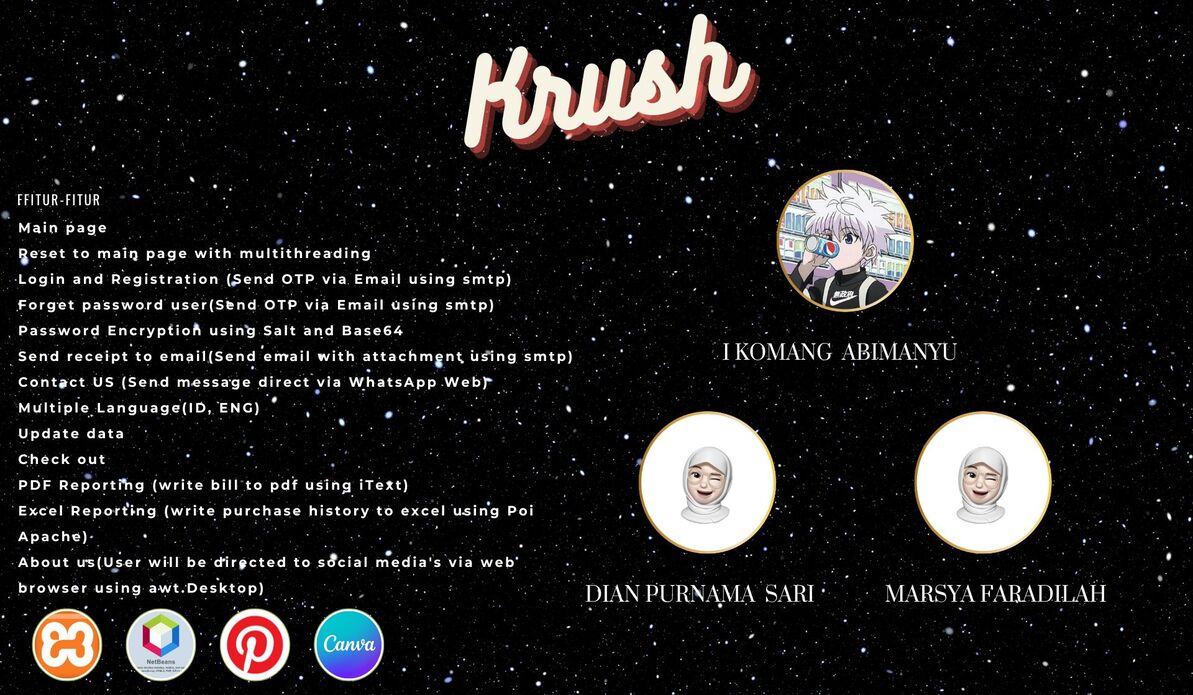 Krush
FFITUR-FITUR
Main page
Reset to main page with multithreading
Login and Registration (Send OTP via Email using smtp)
Forget password user(Send OTP via Email using smtp)
Password Encryption using Salt and Base64
Send receipt to email(Send email with attachment using smtp)
Contact US (Send message direct via WhatsApp Web)
Multiple Language(ID, ENG)
Update data
Check out
PDF Reporting (write bill to pdf using iText)
Excel Reporting (write purchase history to excel using Poi
Apache)
About us(User will be directed to social media's via web
browser using awt.Desktop)
I KOMANG ABIMANYU
DIAN PURNAMA SARI
MARSYA FARADILAH
NetBeans
Canva